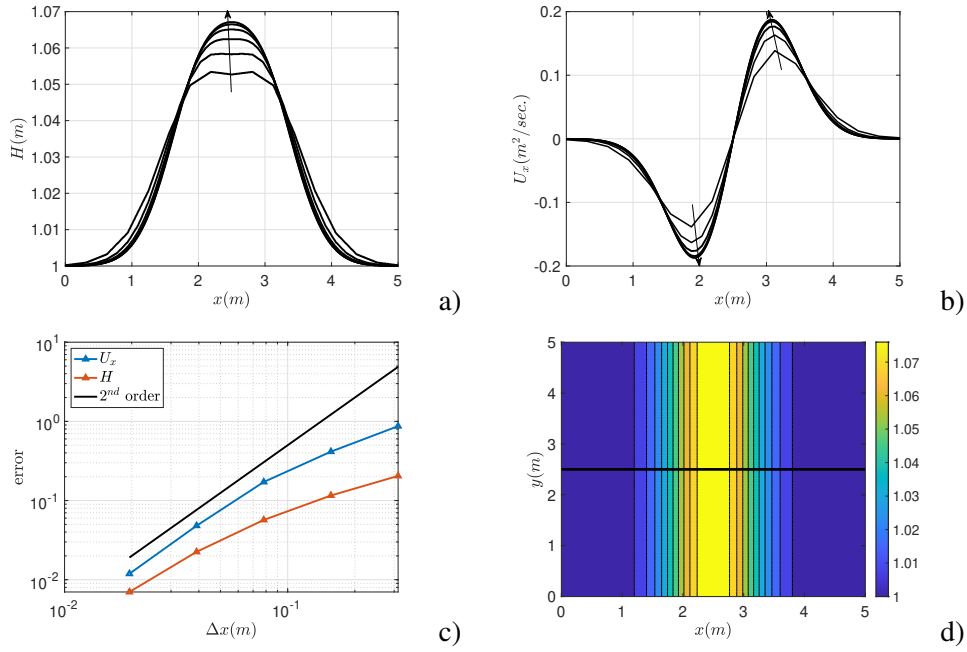 1.07
1.06
1.05
1.04
1.03
1.02
1.01
1
H(m)
0 1 2 3 4 5
x(m)
a)
0.2
0.1
0
-0.1
-0.2
U_x(m^2/sec.)
0 1 2 3 4 5
x(m)
b)
10^1
10^0
10^-1
10^-2
error
U_x
H
2^nd order
10^-2 10^-1
Δx(m)
c)
5
4
3
2
1
0
y(m)
0 1 2 3 4 5
x(m)
1.07
1.06
1.05
1.04
1.03
1.02
1.01
1
d)